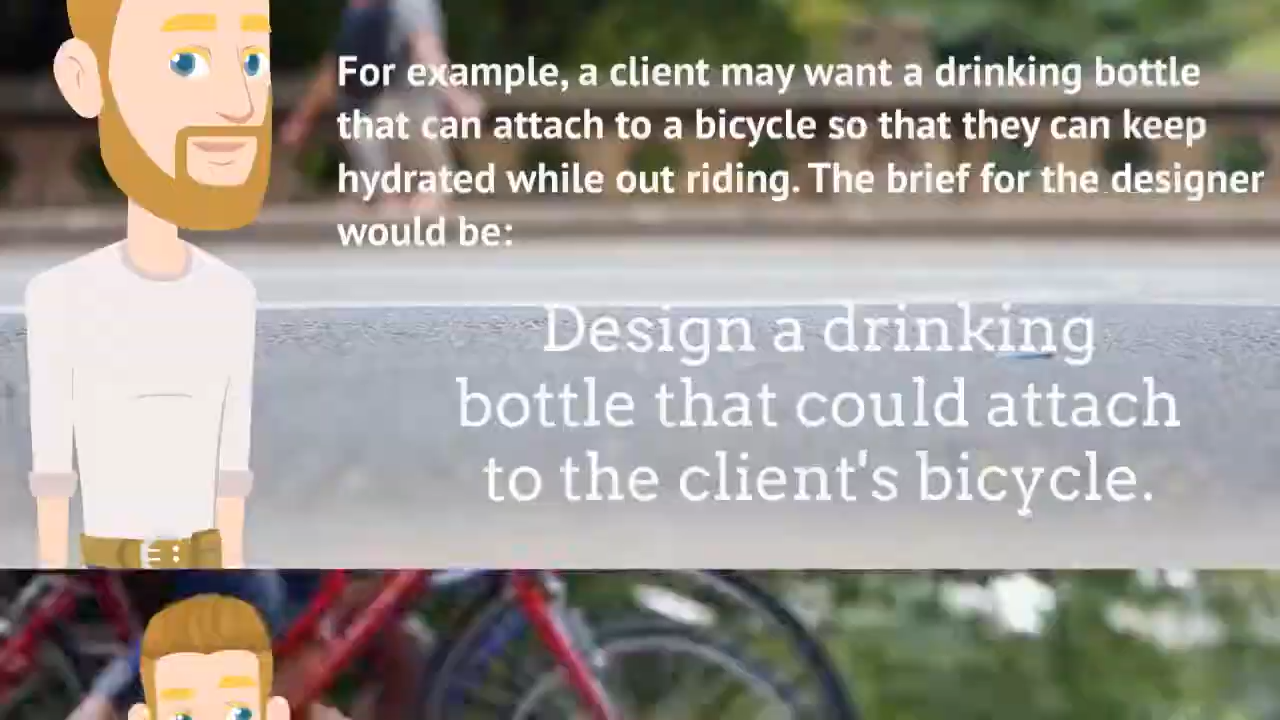 For example, a client may want a drinking bottle
that can attach to a bicycle so that they can keep
hydrated while out riding. The brief for the designer
would be:
Design a drinking
bottle that could attach
to the client's bicycle.